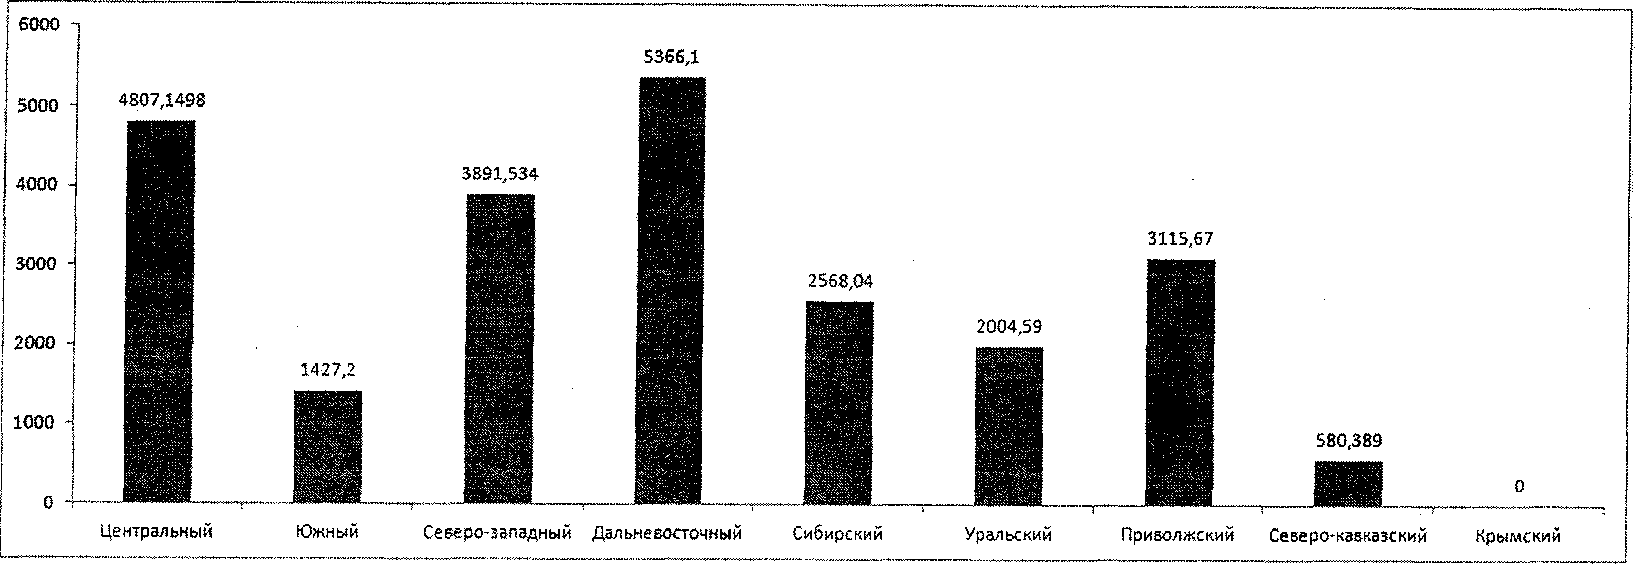 6000
5000
4000
3000
2000
1000
0
4807,1498
1427,2
3891,534
5366,1
2568,04
2004,59
3115,67
580,389
0
Центральный
Южный
Северо-западный
Дальневосточный
Сибирский
Уральский
Приволжский
Северо-кавказский
Крымский